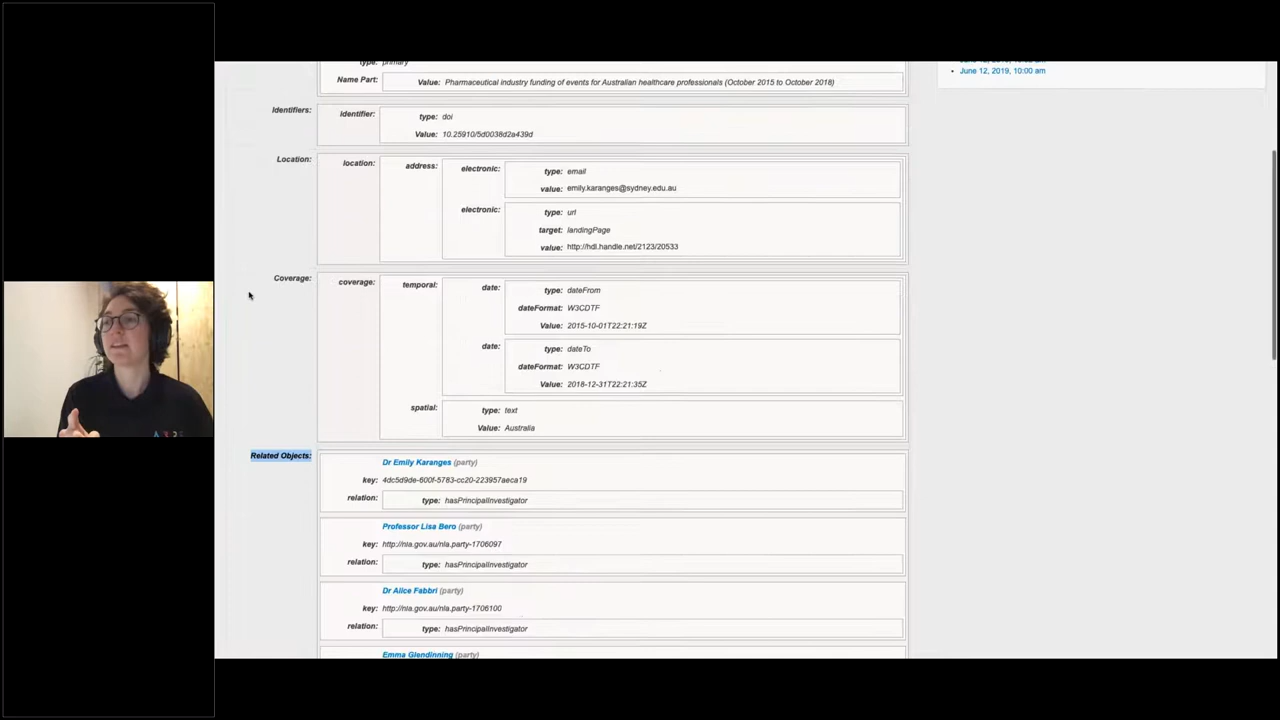 type: primary
Name Part: Value: Pharmaceutical industry funding of events for Australian healthcare professionals (October 2015 to October 2018)
June 12, 2019, 10:00 am
Identifiers: identifier: type: doi
Value: 10.25910/5d0038d2a439d
Location: location: address: electronic: type: email
value: emily.karanges@sydney.edu.au
electronic: type: url
target: landingPage
value: http://hdl.handle.net/2123/20533
Coverage: coverage: temporal: date: type: dateFrom
dateFormat: W3CDTF
Value: 2015-10-01T22:21:19Z
date: type: dateTo
dateFormat: W3CDTF
Value: 2018-12-31T22:21:35Z
spatial: type: text
Value: Australia
Related Objects: Dr Emily Karanges (party)
key: 4dc5d9de-600f-5783-cc20-223957aeca19
relation: type: hasPrincipalInvestigator
Professor Lisa Bero (party)
key: http://nla.gov.au/nla.party-1706097
relation: type: hasPrincipalInvestigator
Dr Alice Fabbri (party)
key: http://nla.gov.au/nla.party-1706100
relation: type: hasPrincipalInvestigator
Emma Glendinning (party)